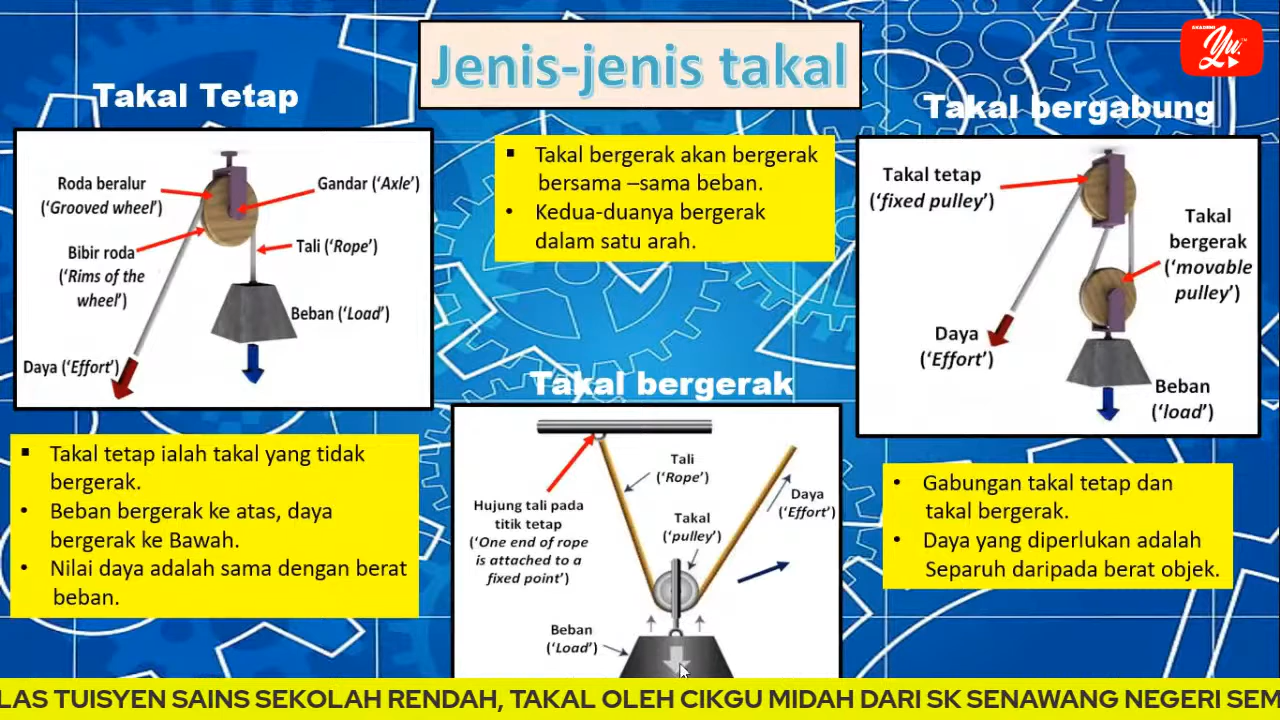 Jenis-jenis takal
AKADEMI
Yu.
Takal Tetap
Roda beralur
('Grooved wheel')
Gandar ('Axle')
Bibir roda
('Rims of the
wheel')
Tali ('Rope')
Beban ('Load')
Daya ('Effort')
▪ Takal tetap ialah takal yang tidak
bergerak.
• Beban bergerak ke atas, daya
bergerak ke Bawah.
• Nilai daya adalah sama dengan berat
beban.
▪ Takal bergerak akan bergerak
bersama –sama beban.
• Kedua-duanya bergerak
dalam satu arah.
Takal bergerak
Tali
('Rope')
Hujung tali pada
titik tetap
('One end of rope
is attached to a
fixed point')
Takal
('pulley')
Daya
('Effort')
Beban
('Load')
Takal bergabung
Takal tetap
('fixed pulley')
Takal
bergerak
('movable
pulley')
Daya
('Effort')
Beban
('load')
• Gabungan takal tetap dan
takal bergerak.
• Daya yang diperlukan adalah
Separuh daripada berat objek.
LAS TUISYEN SAINS SEKOLAH RENDAH, TAKAL OLEH CIKGU MIDAH DARI SK SENAWANG NEGERI SEM